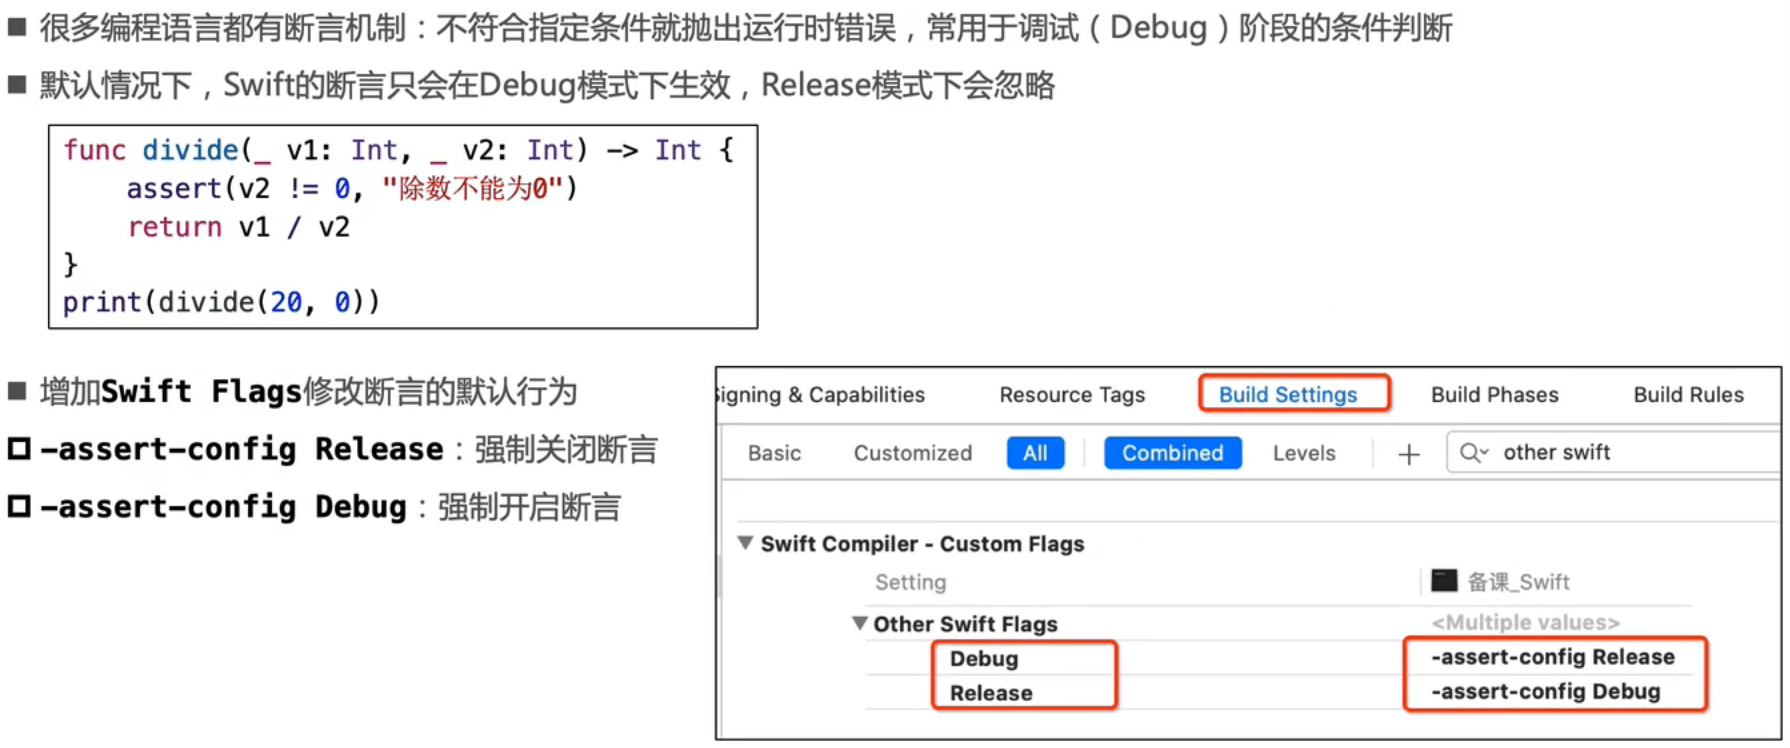 ■ 很多编程语言都有断言机制：不符合指定条件就抛出运行时错误，常用于调试（Debug）阶段的条件判断
■ 默认情况下，Swift的断言只会在Debug模式下生效，Release模式下会忽略
func divide(_ v1: Int, _ v2: Int) -> Int {
    assert(v2 != 0, "除数不能为0")
    return v1 / v2
}
print(divide(20, 0))
■ 增加Swift Flags修改断言的默认行为
-assert-config Release：强制关闭断言
-assert-config Debug：强制开启断言
igning & Capabilities Resource Tags Build Settings Build Phases Build Rules
Basic Customized All Combined Levels + other swift
Swift Compiler - Custom Flags
Setting 备课_Swift
Other Swift Flags <Multiple values>
Debug -assert-config Release
Release -assert-config Debug